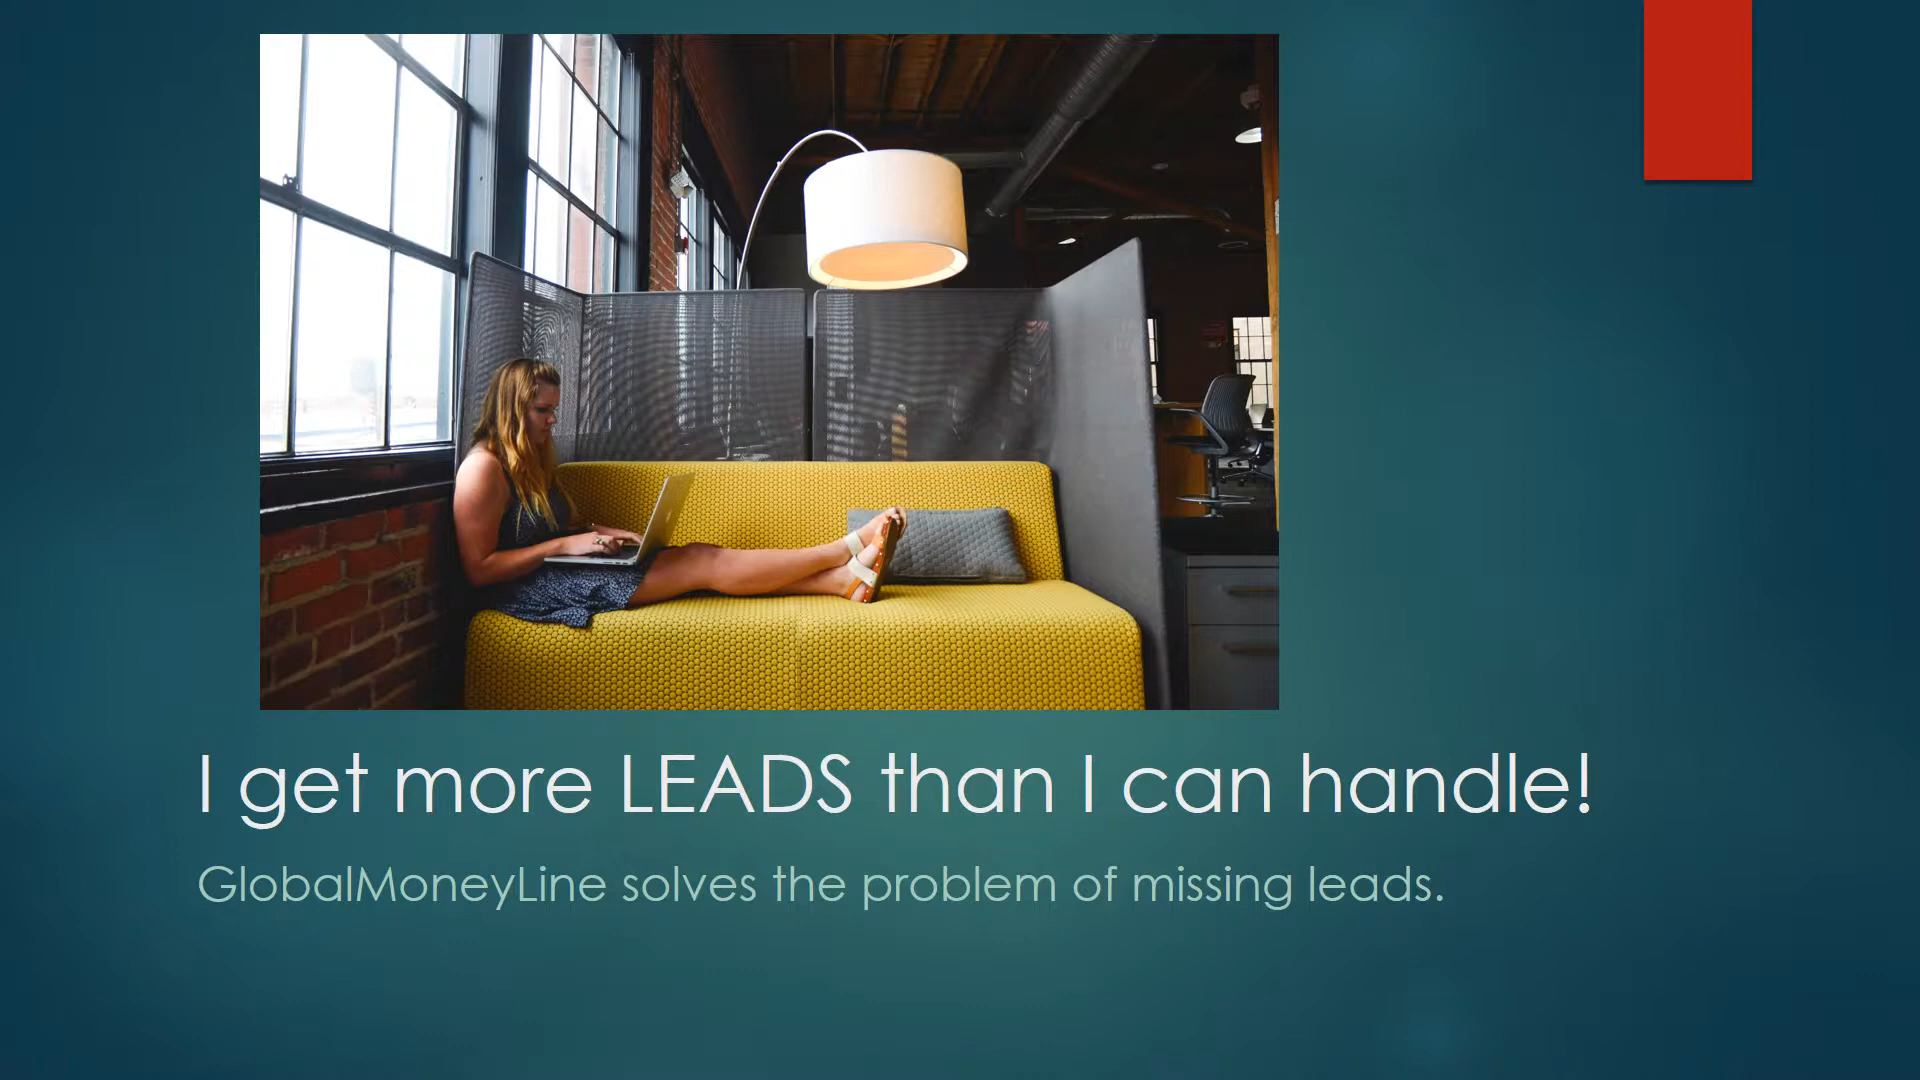 I get more LEADS than I can handle!
GlobalMoneyLine solves the problem of missing leads.